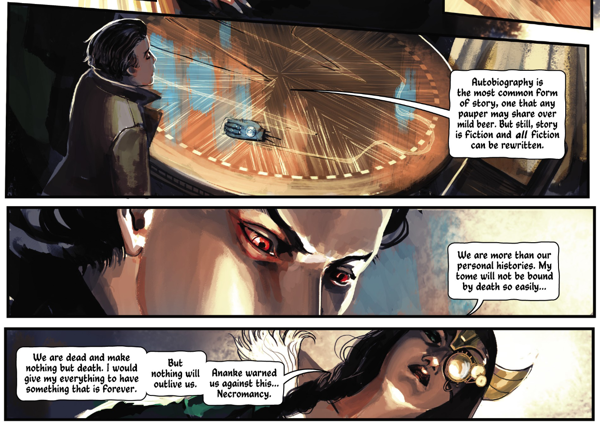 Autobiography is
the most common form
of story, one that any
pauper may share over
mild beer. But still, story
is fiction and all fiction
can be rewritten.
We are more than our
personal histories. My
tome will not be bound
by death so easily...
We are dead and make
nothing but death. I would
give my everything to have
something that is forever.
But
nothing will
outlive us.
Ananke warned
us against this...
Necromancy.